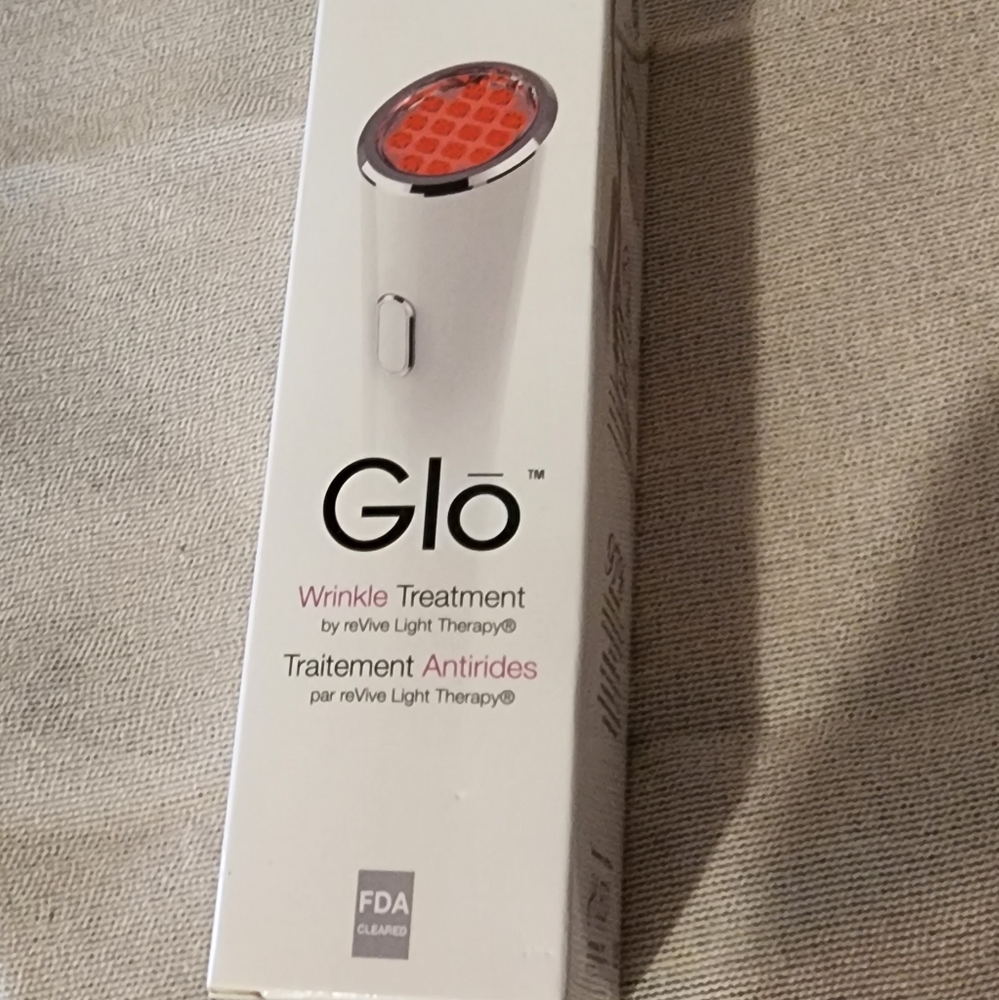 Glō™
Wrinkle Treatment
by reVive Light Therapy®
Traitement Antirides
par reVive Light Therapy®
FDA
CLEARED